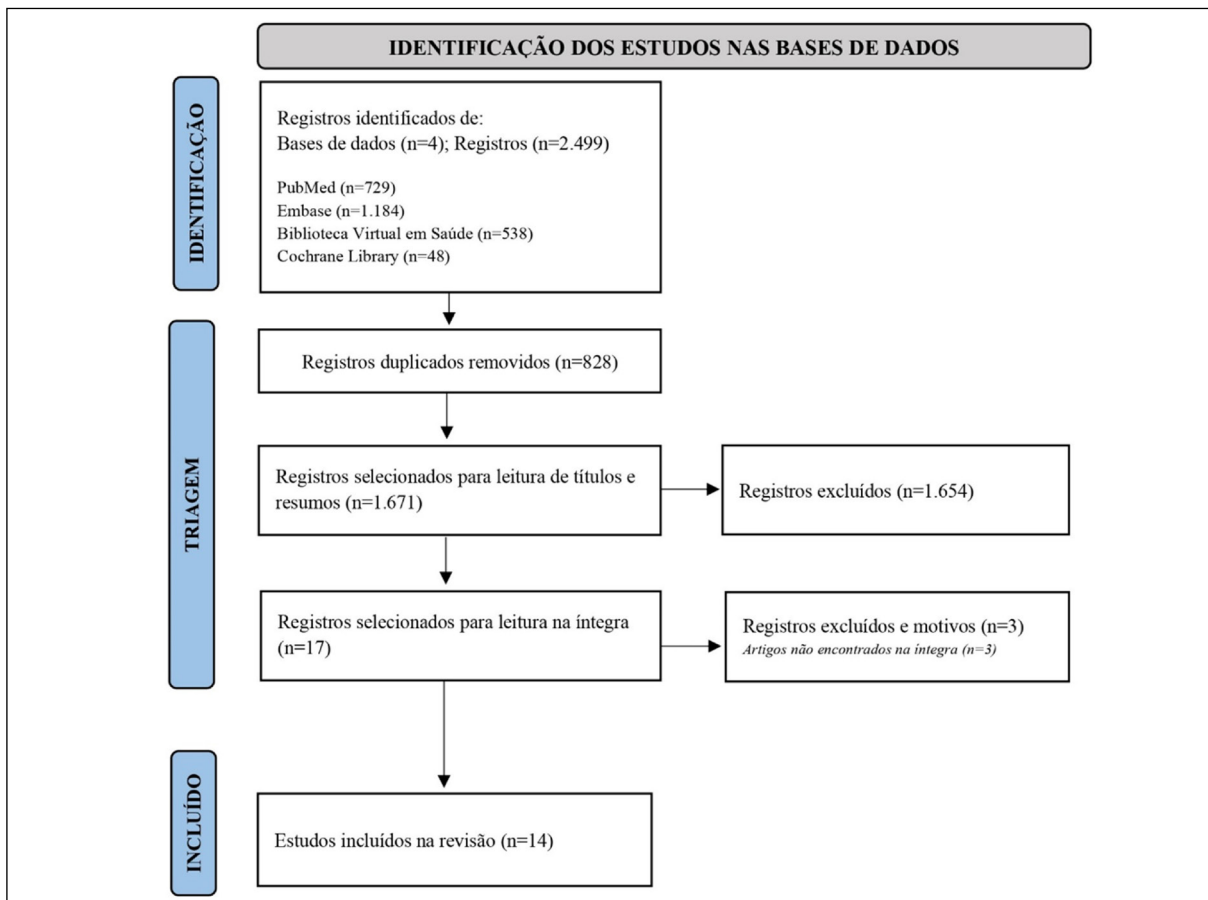 IDENTIFICAÇÃO DOS ESTUDOS NAS BASES DE DADOS
IDENTIFICAÇÃO
Registros identificados de:
Bases de dados (n=4); Registros (n=2.499)
PubMed (n=729)
Embase (n=1.184)
Biblioteca Virtual em Saúde (n=538)
Cochrane Library (n=48)
TRIAGEM
Registros duplicados removidos (n=828)
Registros selecionados para leitura de títulos e
resumos (n=1.671)
Registros excluídos (n=1.654)
Registros selecionados para leitura na íntegra
(n=17)
Registros excluídos e motivos (n=3)
Artigos não encontrados na íntegra (n=3)
INCLUÍDO
Estudos incluídos na revisão (n=14)